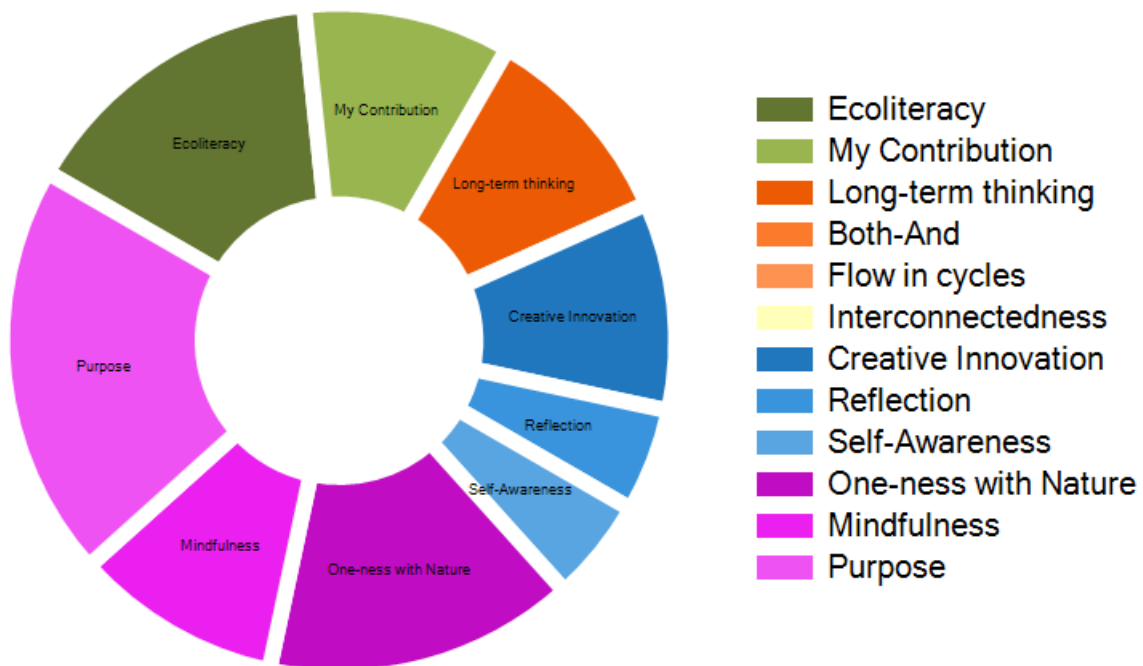 My Contribution
Ecoliteracy
Long-term thinking
Creative Innovation
Purpose
Reflection
Self-Awareness
Mindfulness
One-ness with Nature
Ecoliteracy
My Contribution
Long-term thinking
Both-And
Flow in cycles
Interconnectedness
Creative Innovation
Reflection
Self-Awareness
One-ness with Nature
Mindfulness
Purpose